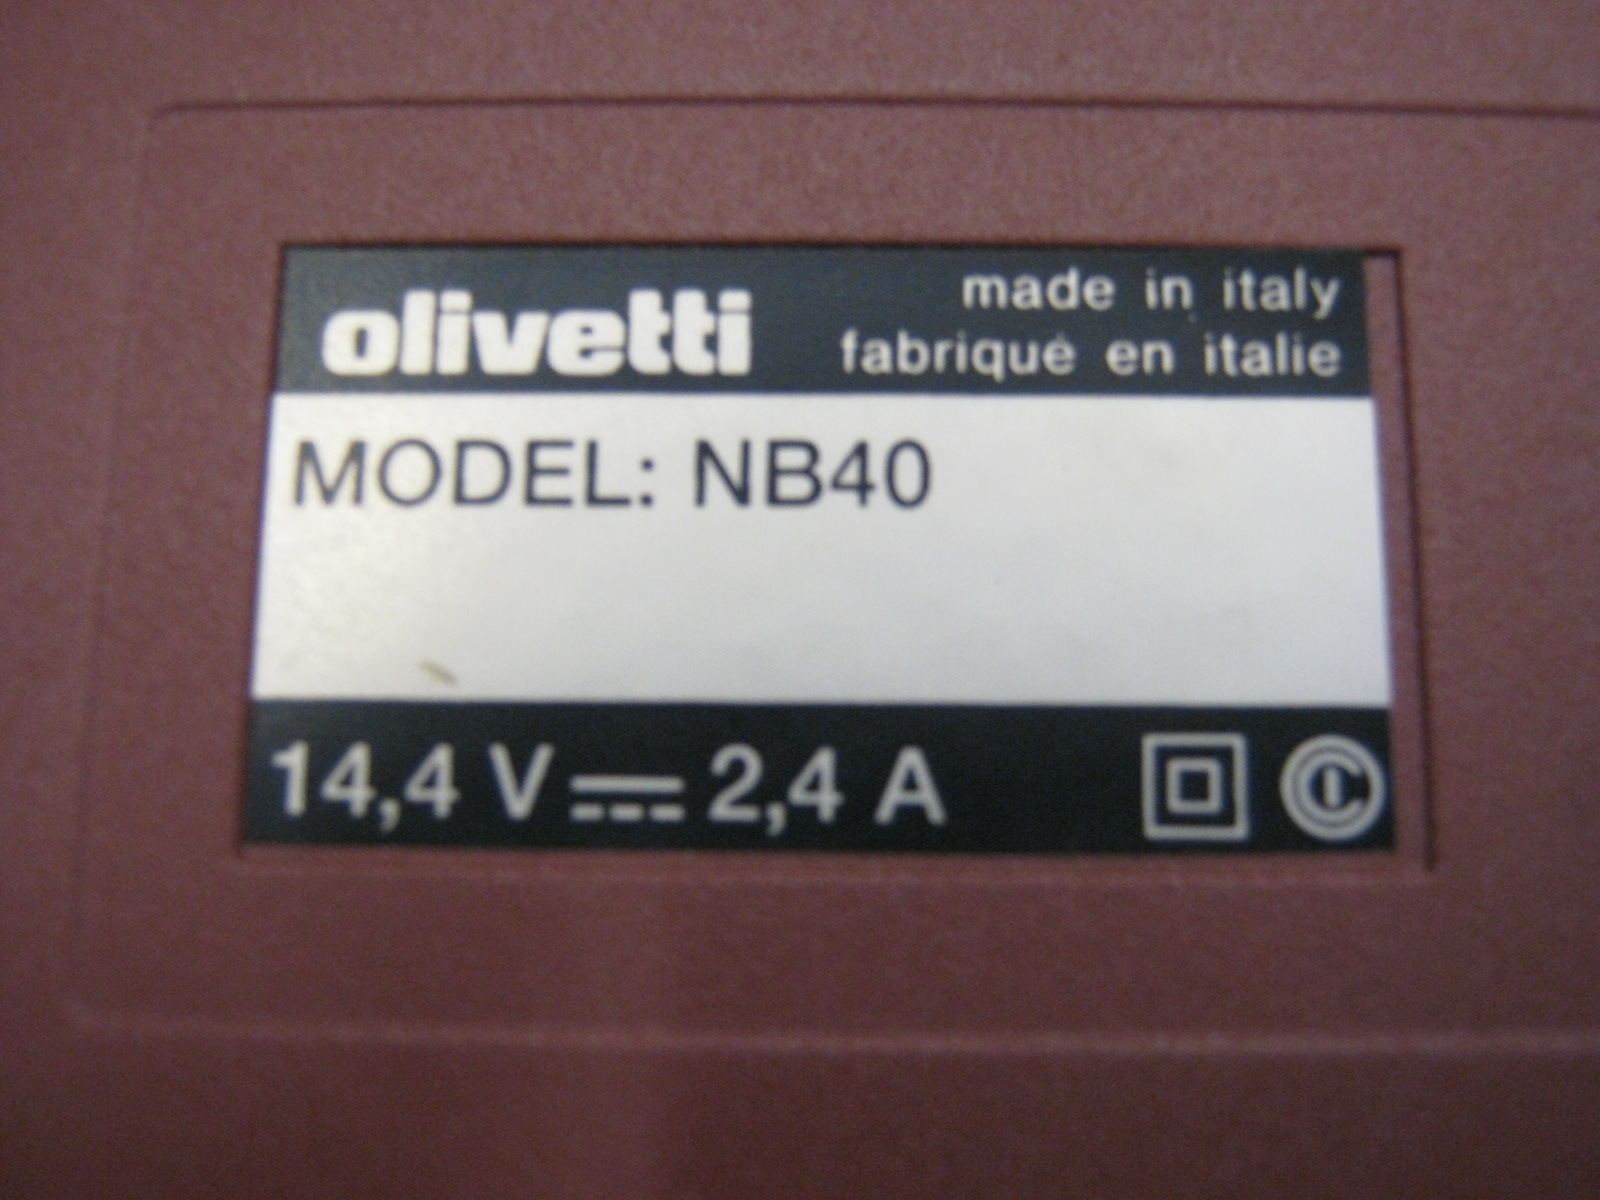 olivetti
made in italy
fabriqué en italie
MODEL: NB40
14,4 V ⎓ 2,4 A